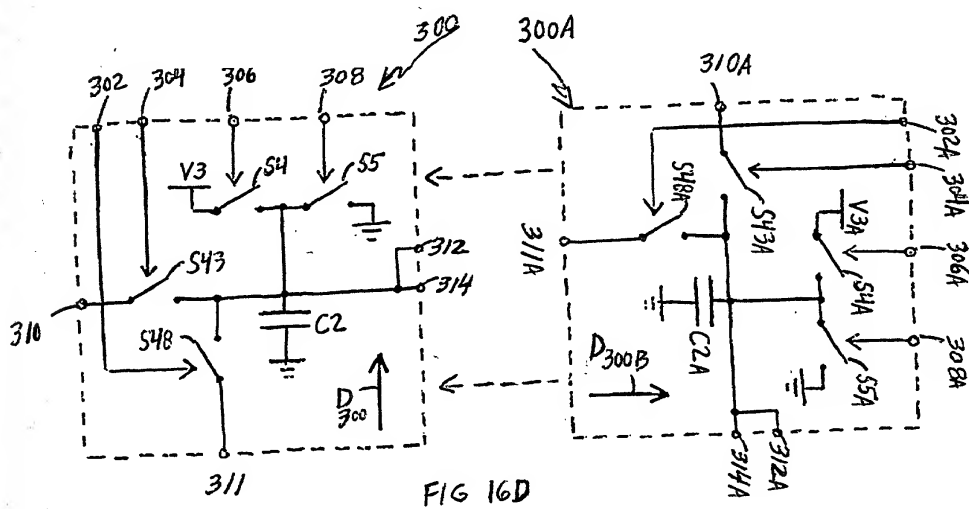 300
300A
302
304
306
308
310A
V3
S4
S5
302A
304A
S48A
S43A
V3A
306A
S4A
311A
312
314
S43
310
C2
S48
C2A
D300
D300B
S5A
308A
311
314A
312A
FIG 16D